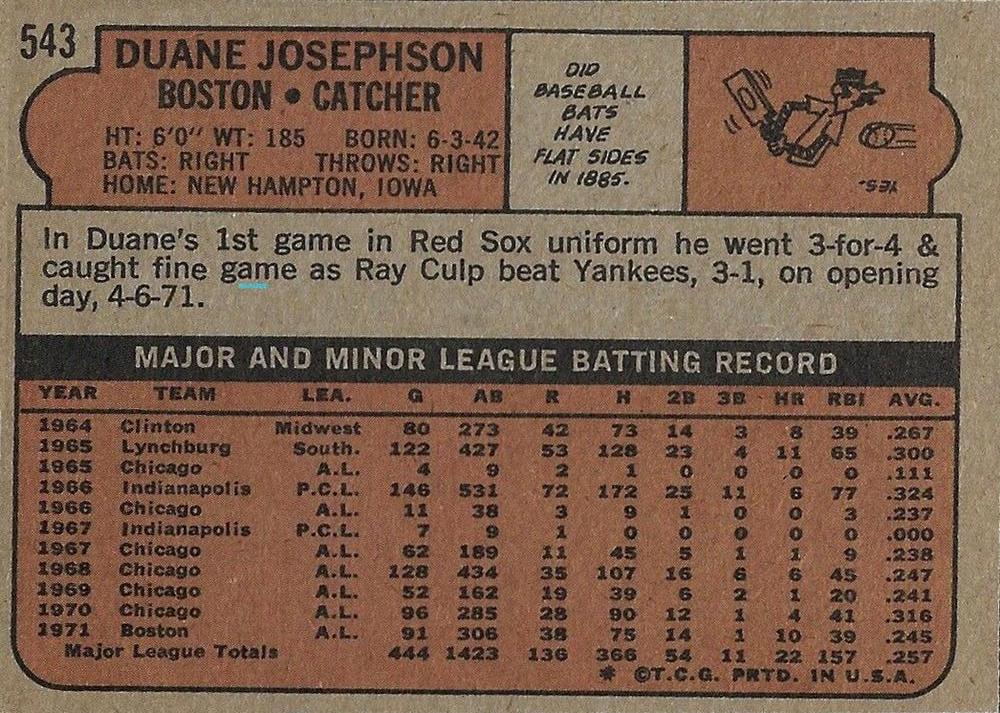 543
DUANE JOSEPHSON
BOSTON • CATCHER
HT: 6'0" WT: 185 BORN: 6-3-42
BATS: RIGHT THROWS: RIGHT
HOME: NEW HAMPTON, IOWA
DID
BASEBALL
BATS
HAVE
FLAT SIDES
IN 1885.
YES.
In Duane's 1st game in Red Sox uniform he went 3-for-4 &
caught fine game as Ray Culp beat Yankees, 3-1, on opening
day, 4-6-71.
MAJOR AND MINOR LEAGUE BATTING RECORD
YEAR TEAM LEA. G AB R H 2B 3B HR RBI AVG.
1964 Clinton Midwest 80 273 42 73 14 3 8 39 .267
1965 Lynchburg South. 122 427 53 128 23 4 11 65 .300
1965 Chicago A.L. 4 9 2 1 0 0 0 0 .111
1966 Indianapolis P.C.L. 146 531 72 172 25 11 6 77 .324
1966 Chicago A.L. 11 38 3 9 1 0 0 3 .237
1967 Indianapolis P.C.L. 7 9 1 0 0 0 0 0 .000
1967 Chicago A.L. 62 189 11 45 5 1 1 9 .238
1968 Chicago A.L. 128 434 35 107 16 6 6 45 .247
1969 Chicago A.L. 52 162 19 39 6 2 1 20 .241
1970 Chicago A.L. 96 285 28 90 12 1 4 41 .316
1971 Boston A.L. 91 306 38 75 14 1 10 39 .245
Major League Totals 444 1423 136 366 54 11 22 157 .257
* ©T.C.G. PRTD. IN U.S.A.